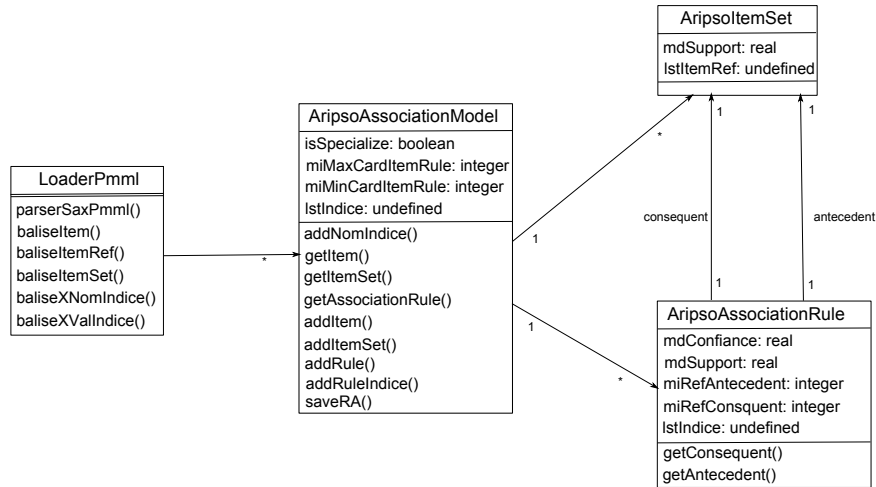 LoaderPmml
parserSaxPmml()
baliseItem()
baliseItemRef()
baliseItemSet()
baliseXNomIndice()
baliseXValIndice()
*
AripsoAssociationModel
isSpecialize: boolean
miMaxCardItemRule: integer
miMinCardItemRule: integer
lstIndice: undefined
addNomIndice()
getItem()
getItemSet()
getAssociationRule()
addItem()
addItemSet()
addRule()
addRuleIndice()
saveRA()
1
*
1
*
AripsoItemSet
mdSupport: real
lstItemRef: undefined
1
1
consequent
antecedent
1
1
AripsoAssociationRule
mdConfiance: real
mdSupport: real
miRefAntecedent: integer
miRefConsquent: integer
lstIndice: undefined
getConsequent()
getAntecedent()